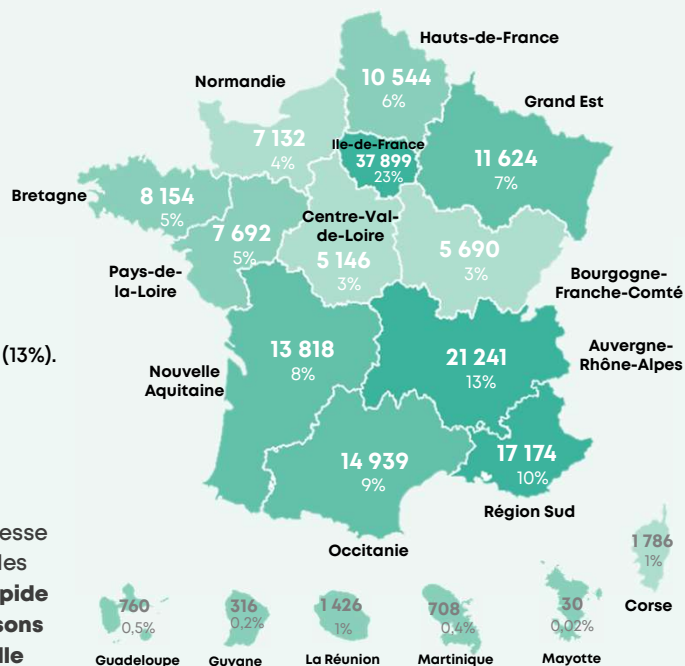 Hauts-de-France
10 544
6%
Normandie
7 132
4%
Grand Est
11 624
7%
Ile-de-France
37 899
23%
Bretagne
8 154
5%
7 692
5%
Pays-de-
la-Loire
Centre-Val-
de-Loire
5 146
3%
5 690
3%
Bourgogne-
Franche-Comté
(13%).
Nouvelle
Aquitaine
13 818
8%
21 241
13%
Auvergne-
Rhône-Alpes
14 939
9%
Occitanie
17 174
10%
Région Sud
esse
les
pide
sons
lle
1 786
1%
Corse
760
0,5%
Guadeloupe
316
0,2%
Guyane
1 426
1%
La Réunion
708
0,4%
Martinique
30
0,02%
Mayotte